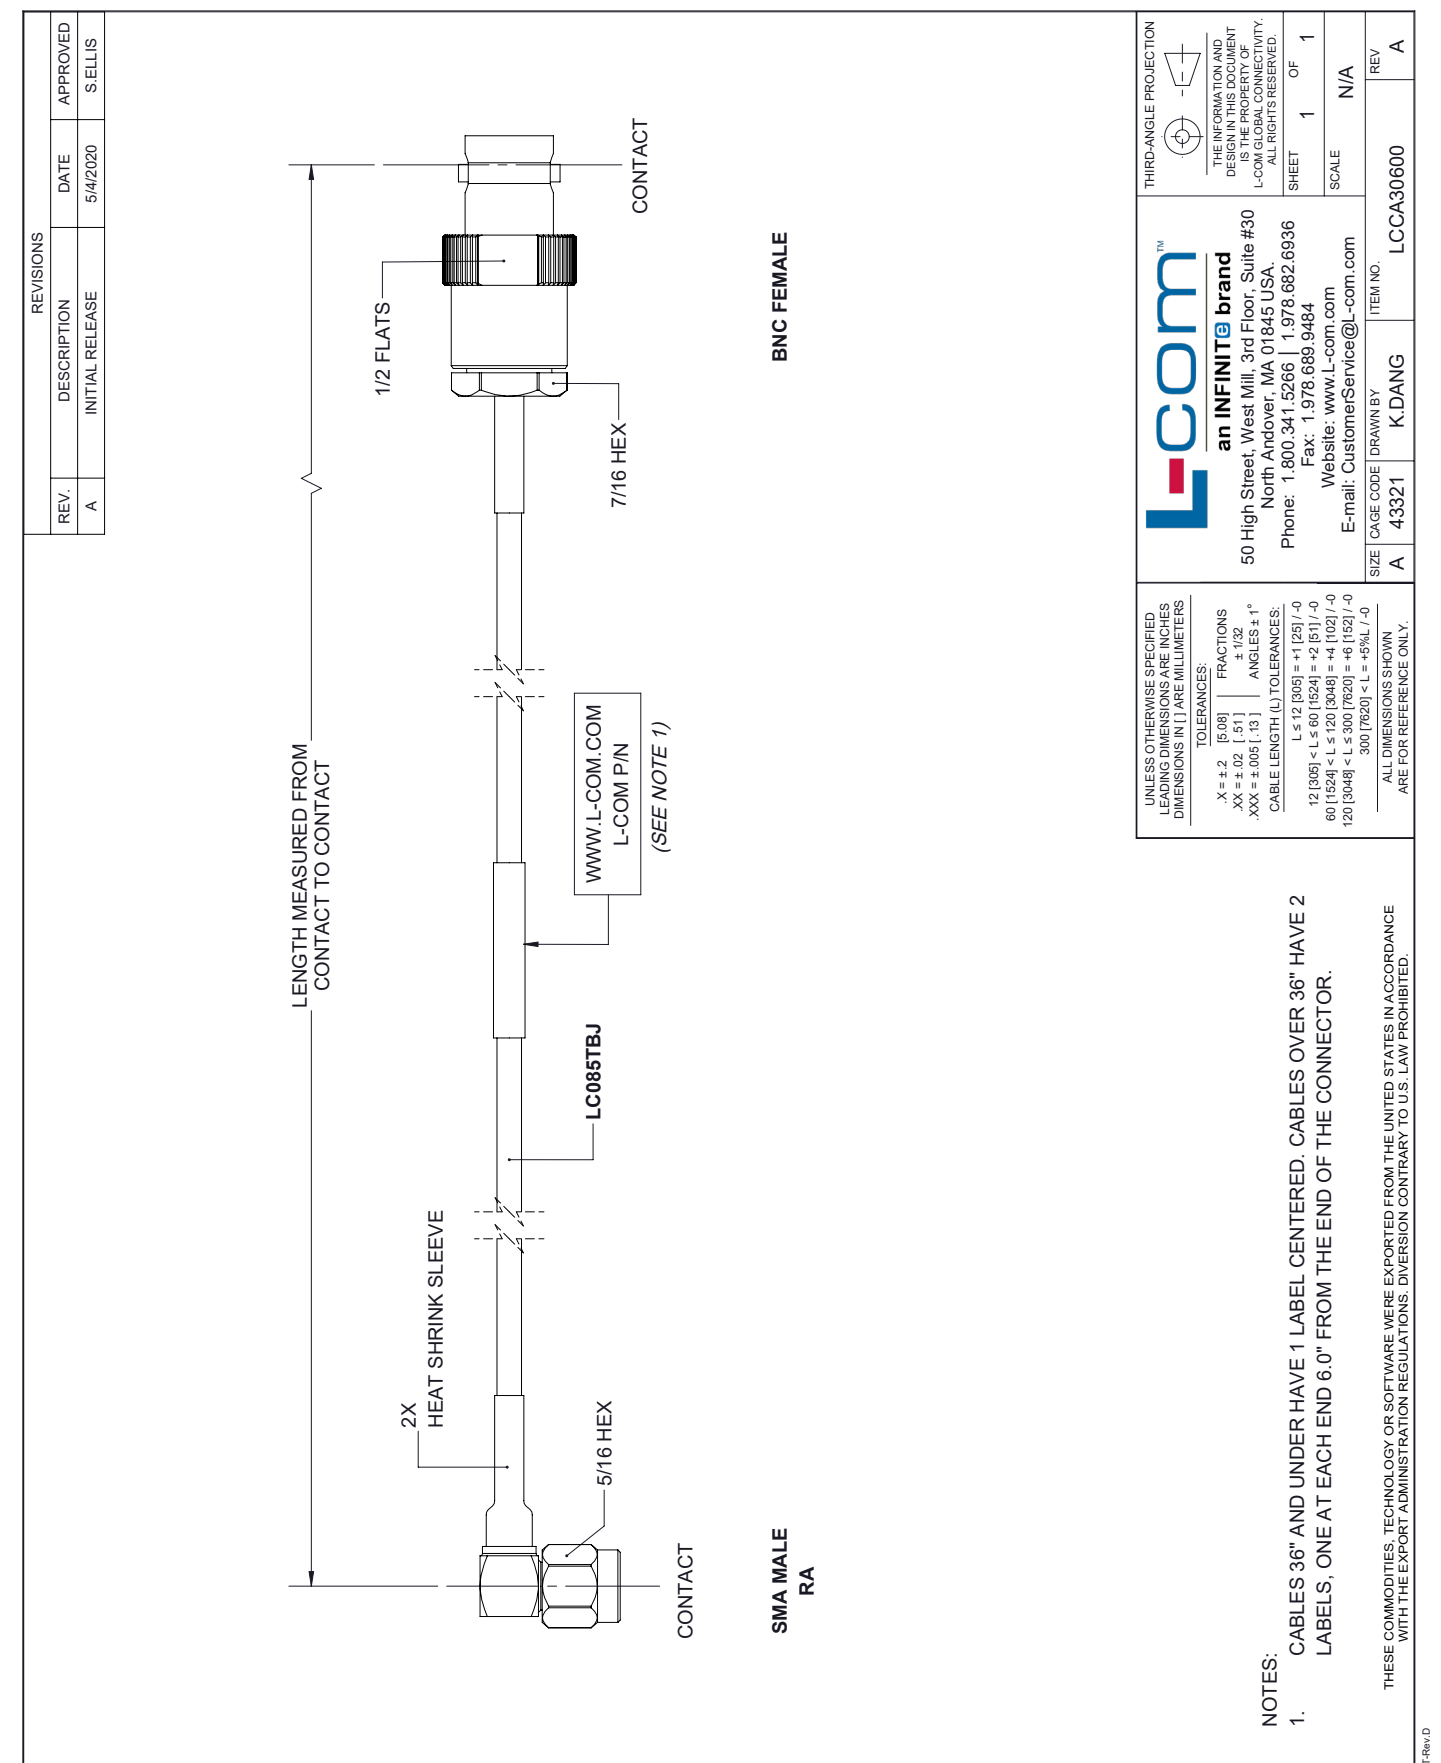 REVISIONS
REV. DESCRIPTION DATE APPROVED
A INITIAL RELEASE 5/4/2020 S.ELLIS
LENGTH MEASURED FROM
CONTACT TO CONTACT
2X
HEAT SHRINK SLEEVE
1/2 FLATS
5/16 HEX
LC085TBJ
WWW.L-COM.COM
L-COM P/N
(SEE NOTE 1)
7/16 HEX
CONTACT
CONTACT
SMA MALE
RA
BNC FEMALE
NOTES:
1. CABLES 36" AND UNDER HAVE 1 LABEL CENTERED. CABLES OVER 36" HAVE 2
LABELS, ONE AT EACH END 6.0" FROM THE END OF THE CONNECTOR.
THESE COMMODITIES, TECHNOLOGY OR SOFTWARE WERE EXPORTED FROM THE UNITED STATES IN ACCORDANCE
WITH THE EXPORT ADMINISTRATION REGULATIONS. DIVERSION CONTRARY TO U.S. LAW PROHIBITED.
UNLESS OTHERWISE SPECIFIED
LEADING DIMENSIONS ARE INCHES
DIMENSIONS IN [ ] ARE MILLIMETERS
TOLERANCES:
.X = ±.2 [5.08] FRACTIONS
.XX = ±.02 [.51 ] ± 1/32
.XXX = ±.005 [.13 ] ANGLES ± 1°
CABLE LENGTH (L) TOLERANCES:
L ≤ 12 [305] = +1 [25] / -0
12 [305] < L ≤ 60 [1524] = +2 [51] / -0
60 [1524] < L ≤ 120 [3048] = +4 [102] / -0
120 [3048] < L ≤ 300 [7620] = +6 [152] / -0
300 [7620] < L = +5%L / -0
ALL DIMENSIONS SHOWN
ARE FOR REFERENCE ONLY.
L-com™
an INFINITe brand
50 High Street, West Mill, 3rd Floor, Suite #30
North Andover, MA 01845 USA.
Phone: 1.800.341.5266 | 1.978.682.6936
Fax: 1.978.689.9484
Website: www.L-com.com
E-mail: CustomerService@L-com.com
THIRD-ANGLE PROJECTION
THE INFORMATION AND
DESIGN IN THIS DOCUMENT
IS THE PROPERTY OF
L-COM GLOBAL CONNECTIVITY.
ALL RIGHTS RESERVED.
SHEET 1 OF 1
SCALE N/A
SIZE A
CAGE CODE 43321
DRAWN BY K.DANG
ITEM NO. LCCA30600
REV A
T-Rev.D